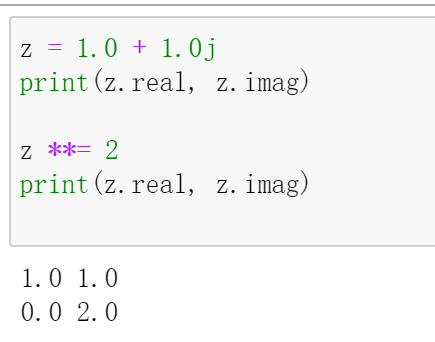 z = 1.0 + 1.0j
print(z.real, z.imag)
z **= 2
print(z.real, z.imag)
1.0 1.0
0.0 2.0